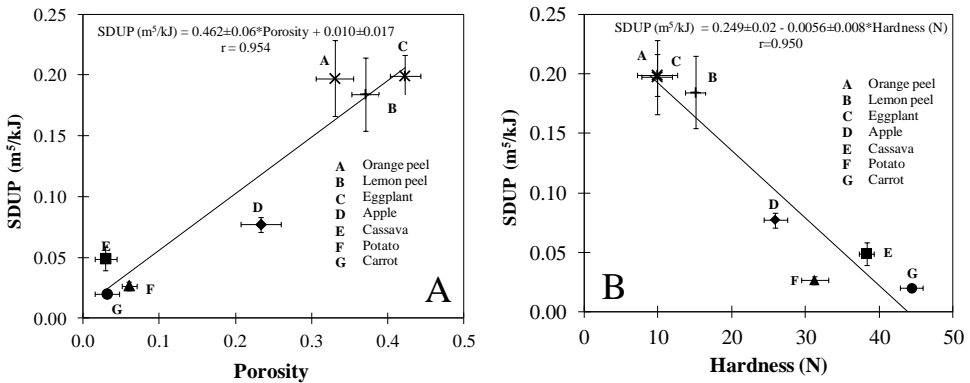 SDUP (m⁵/kJ) = 0.462±0.06*Porosity + 0.010±0.017
r = 0.954
0.25
0.20
0.15
0.10
0.05
0.00
SDUP (m⁵/kJ)
A
C
B
D
E
F
G
A Orange peel
B Lemon peel
C Eggplant
D Apple
E Cassava
F Potato
G Carrot
A
0.0 0.1 0.2 0.3 0.4 0.5
Porosity
SDUP (m⁵/kJ) = 0.249±0.02 - 0.0056±0.008*Hardness (N)
r=0.950
0.25
0.20
0.15
0.10
0.05
0.00
SDUP (m⁵/kJ)
A
C
B
D
E
F
G
A Orange peel
B Lemon peel
C Eggplant
D Apple
E Cassava
F Potato
G Carrot
B
0 10 20 30 40 50
Hardness (N)